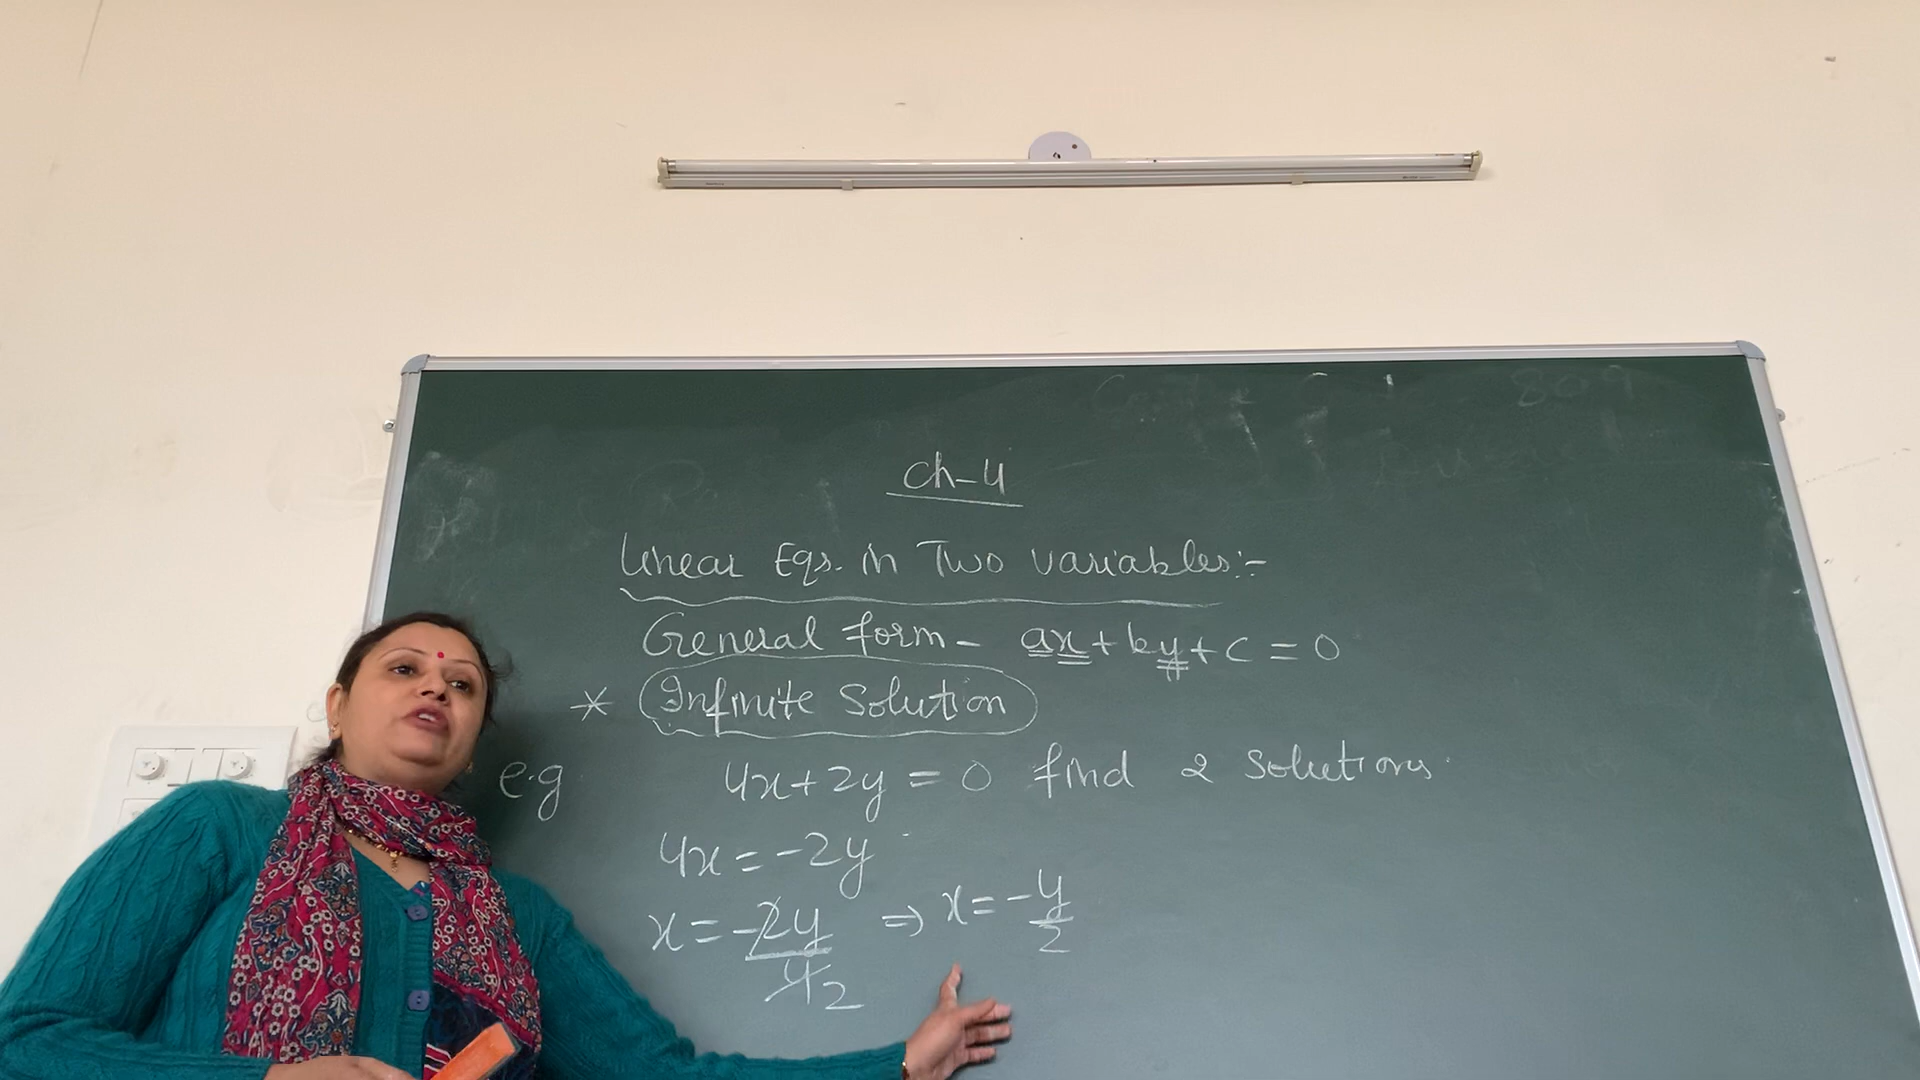 Ch-4
Linear Eqs. in Two variables:-
General form - ax + by + c = 0
* Infinite Solution
e.g 4x + 2y = 0 find 2 solutions.
4x = -2y
x = -2y/4 2 => x = -y/2